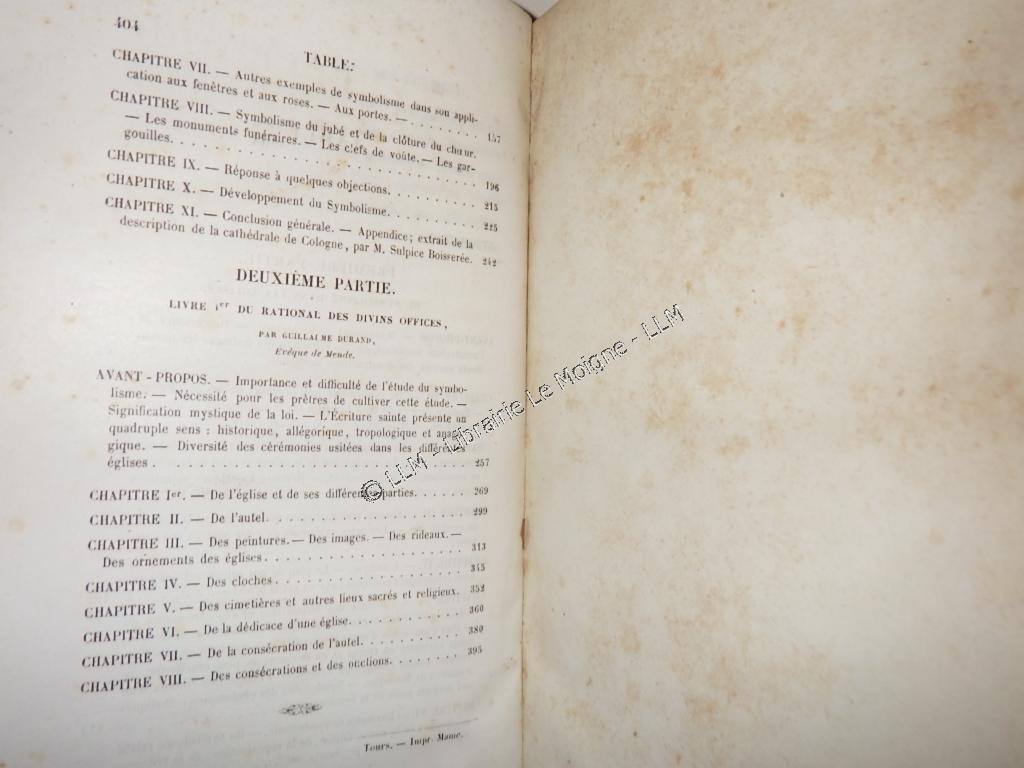 404
TABLE.
CHAPITRE VII. — Autres exemples de symbolisme dans son appli-
cation aux fenêtres et aux roses. — Aux portes. — . . . . . . . . 157
CHAPITRE VIII. — Symbolisme du jubé et de la clôture du chœur.
— Les monuments funéraires. — Les clefs de voûte. — Les gar-
gouilles. . . . . . . . . . . . . . . . . . . . . . . . . 196
CHAPITRE IX. — Réponse à quelques objections. . . . . . . . . 215
CHAPITRE X. — Développement du Symbolisme. . . . . . . . . 225
CHAPITRE XI. — Conclusion générale. — Appendice; extrait de la
description de la cathédrale de Cologne, par M. Sulpice Boisserée. 242
DEUXIÈME PARTIE.
LIVRE Ier DU RATIONAL DES DIVINS OFFICES,
PAR GUILLAUME DURAND,
Evêque de Mende.
AVANT-PROPOS. — Importance et difficulté de l'étude du symbo-
lisme. — Nécessité pour les prêtres de cultiver cette étude. —
Signification mystique de la loi. — L'Écriture sainte présente un
quadruple sens : historique, allégorique, tropologique et anago-
gique. — Diversité des cérémonies usitées dans les différentes
églises . . . . . . . . . . . . . . . . . . . . . . . . . 257
CHAPITRE Ier. — De l'église et de ses différentes parties. . . . . . 269
CHAPITRE II. — De l'autel. . . . . . . . . . . . . . . . . . 299
CHAPITRE III. — Des peintures. — Des images. — Des rideaux. —
Des ornements des églises. . . . . . . . . . . . . . . . . 313
CHAPITRE IV. — Des cloches . . . . . . . . . . . . . . . . . 345
CHAPITRE V. — Des cimetières et autres lieux sacrés et religieux. 352
CHAPITRE VI. — De la dédicace d'une église. . . . . . . . . . 360
CHAPITRE VII. — De la consécration de l'autel. . . . . . . . . 380
CHAPITRE VIII. — Des consécrations et des onctions. . . . . . . 395
Tours. — Impr. Mame.
© LLM - Librairie Le Moigne - LLM